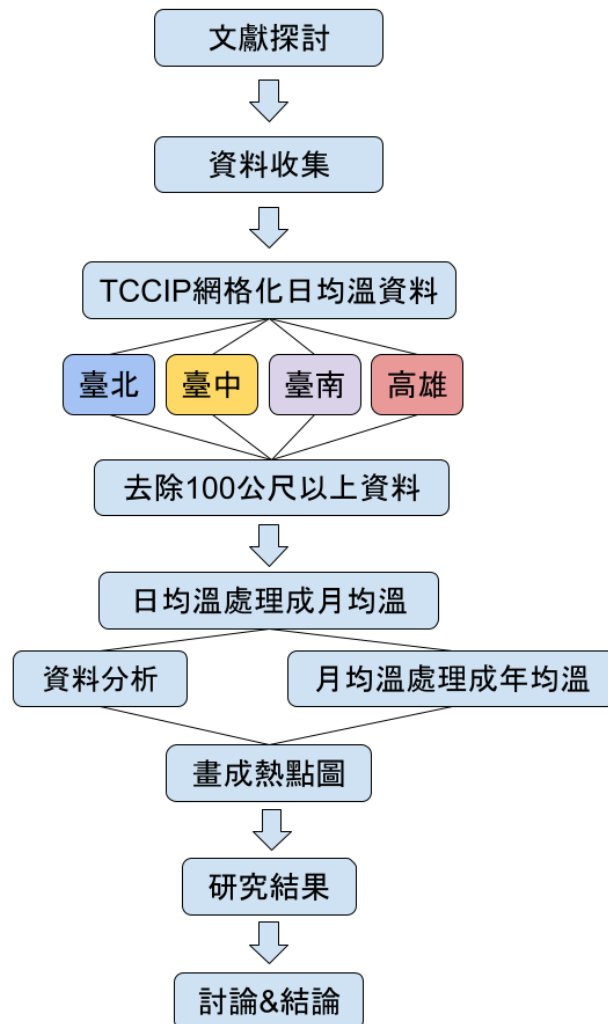 文獻探討
資料收集
TCCIP網格化日均溫資料
臺北
臺中
臺南
高雄
去除100公尺以上資料
日均溫處理成月均溫
資料分析
月均溫處理成年均溫
畫成熱點圖
研究結果
討論&結論